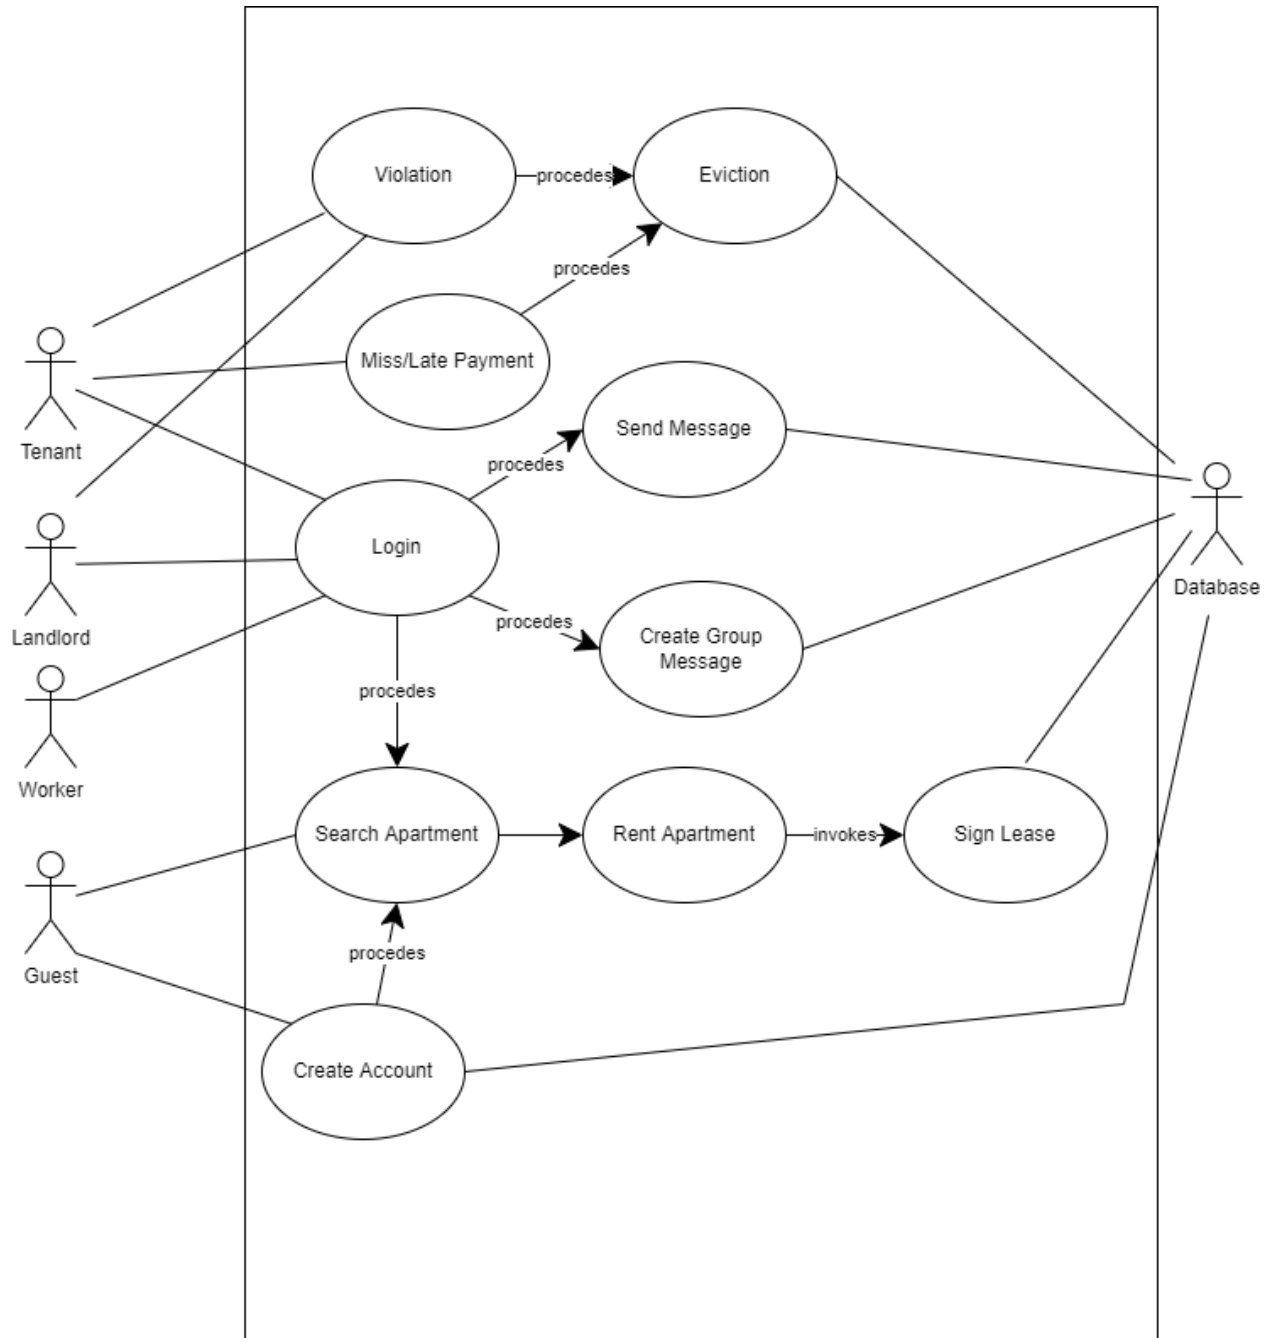 Violation
procedes
Eviction
procedes
Miss/Late Payment
Send Message
Tenant
procedes
Login
Database
Landlord
procedes
Create Group
Message
procedes
Worker
Search Apartment
Rent Apartment
invokes
Sign Lease
procedes
Guest
Create Account